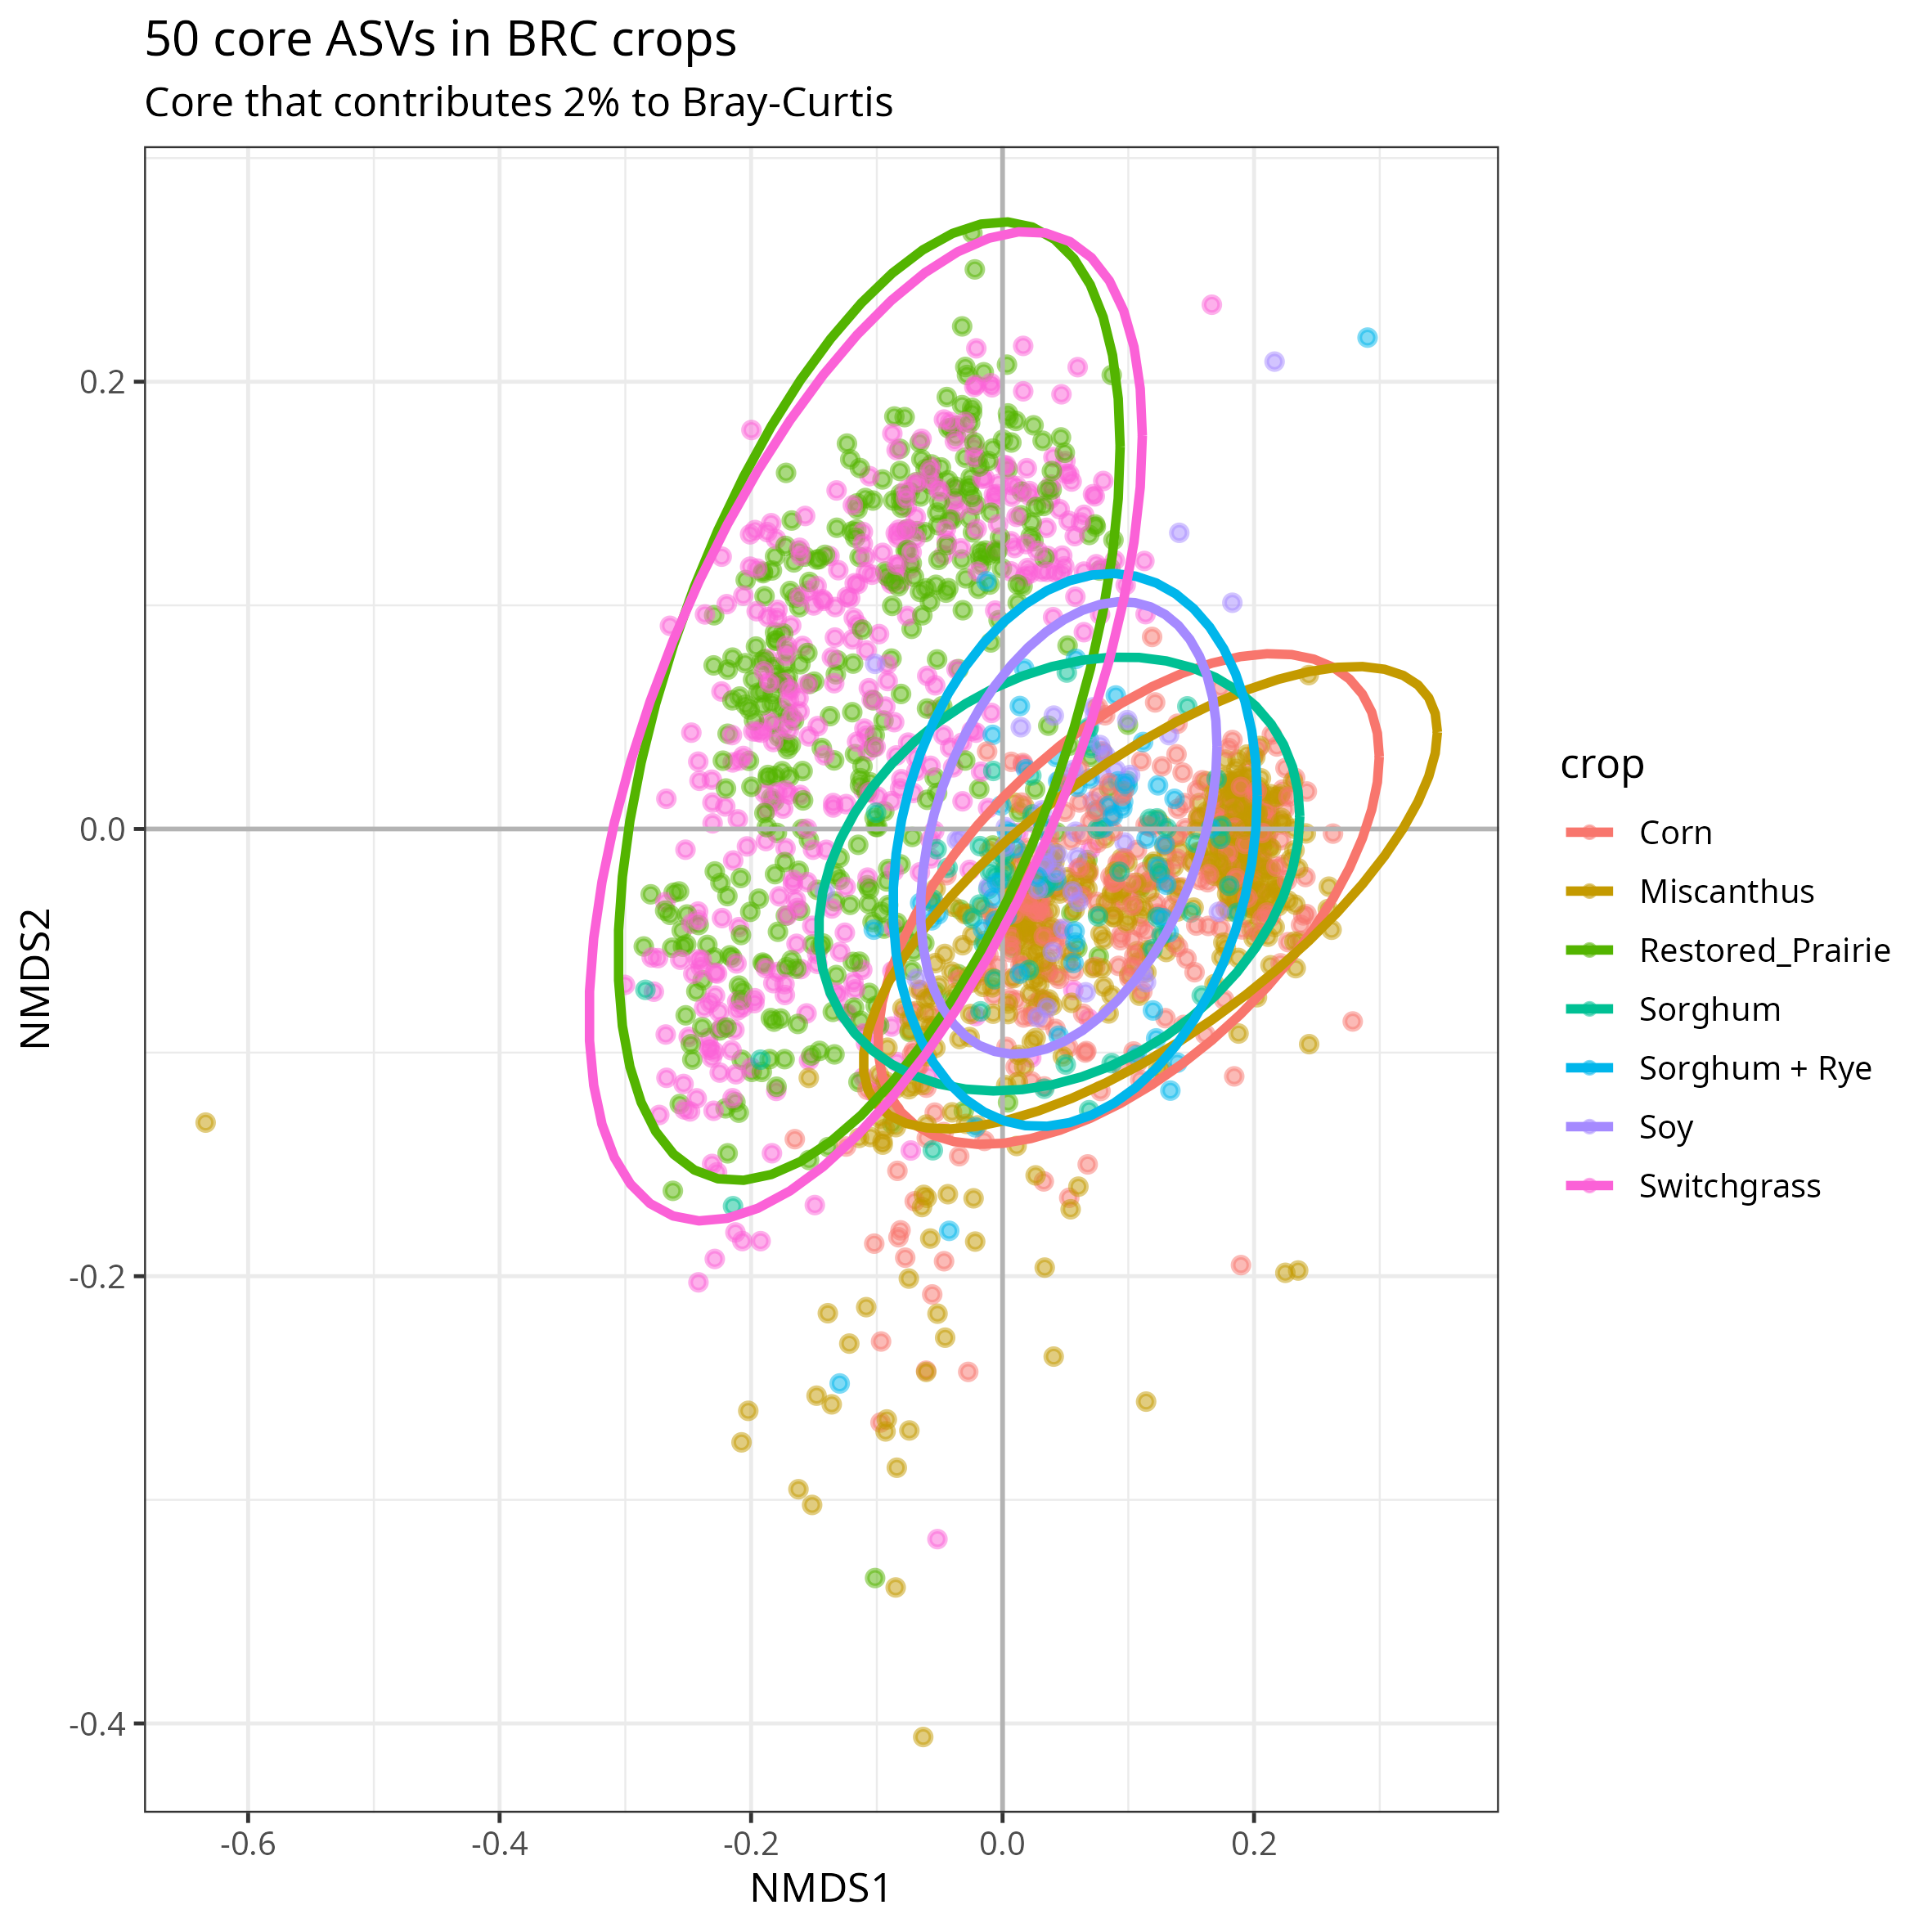 50 core ASVs in BRC crops
Core that contributes 2% to Bray-Curtis
0.2
0.0
-0.2
-0.4
NMDS2
-0.6
-0.4
-0.2
0.0
0.2
NMDS1
crop
Corn
Miscanthus
Restored_Prairie
Sorghum
Sorghum + Rye
Soy
Switchgrass